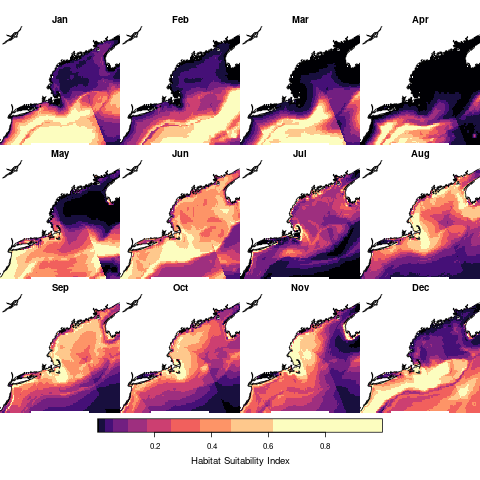 Jan Feb Mar Apr
May Jun Jul Aug
Sep Oct Nov Dec
0.2 0.4 0.6 0.8
Habitat Suitability Index